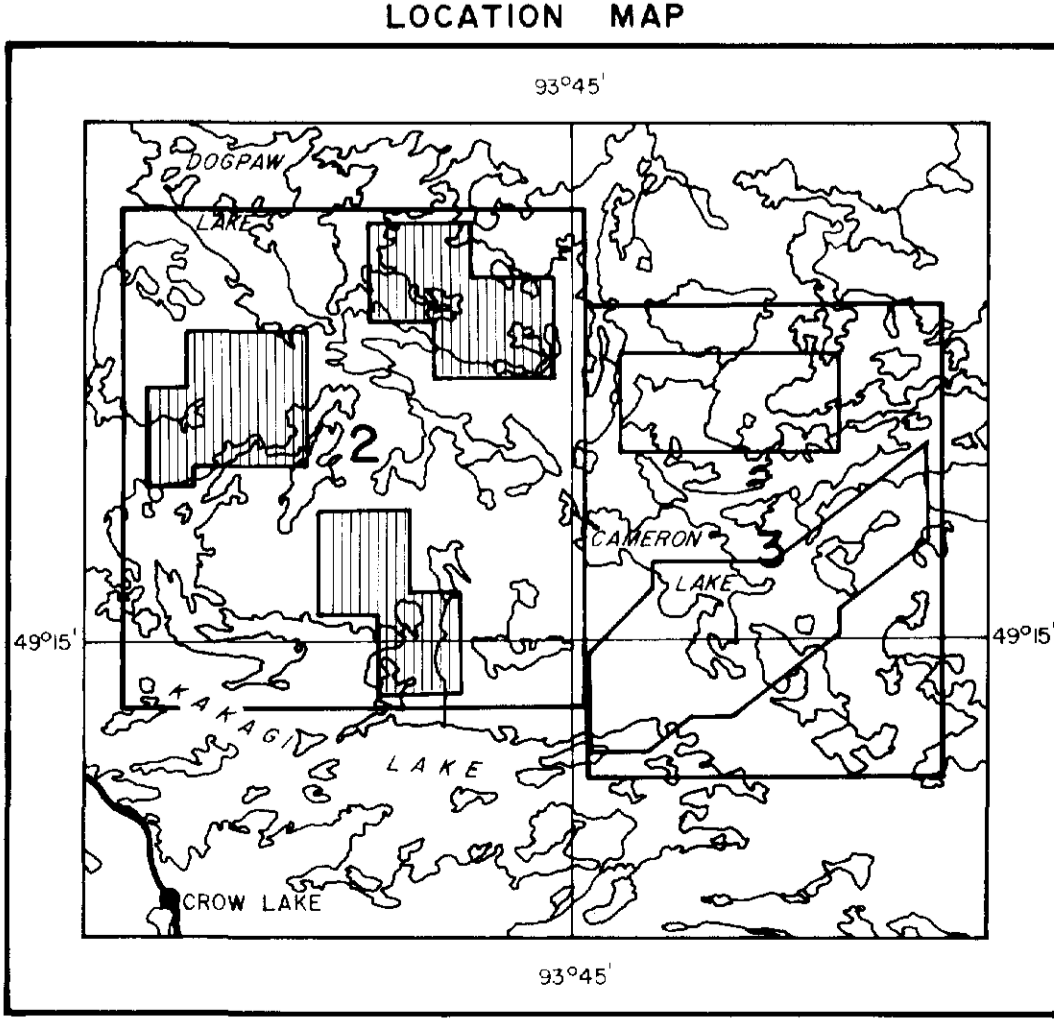 LOCATION MAP
93°45'
DOGPAW
LAKE
2
3
CAMERON
3
LAKE
49°15'
49°15'
KAKAGI
LAKE
CROW LAKE
93°45'